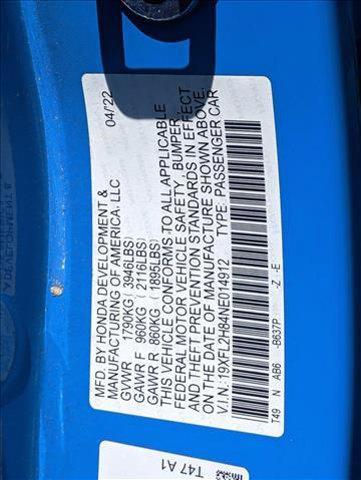 04/22
MFD. BY HONDA DEVELOPMENT &
MANUFACTURING OF AMERICA, LLC
GVWR 1790KG (3946LBS)
GAWR F 960KG (2116LBS)
GAWR R 860KG (1895LBS)
THIS VEHICLE CONFORMS TO ALL APPLICABLE
FEDERAL MOTOR VEHICLE SAFETY, BUMPER,
AND THEFT PREVENTION STANDARDS IN EFFECT
ON THE DATE OF MANUFACTURE SHOWN ABOVE.
V.I.N: 19XFL2H84NE014912 TYPE: PASSENGER CAR
T49 N AB6 -B637P -Z -E
T47 A1